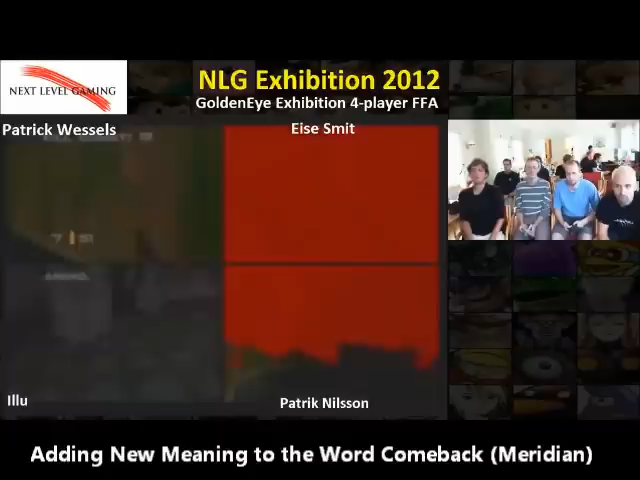 NLG Exhibition 2012
NEXT LEVEL GAMING
GoldenEye Exhibition 4-player FFA
Patrick Wessels
Eise Smit
Illu
Patrik Nilsson
Adding New Meaning to the Word Comeback (Meridian)